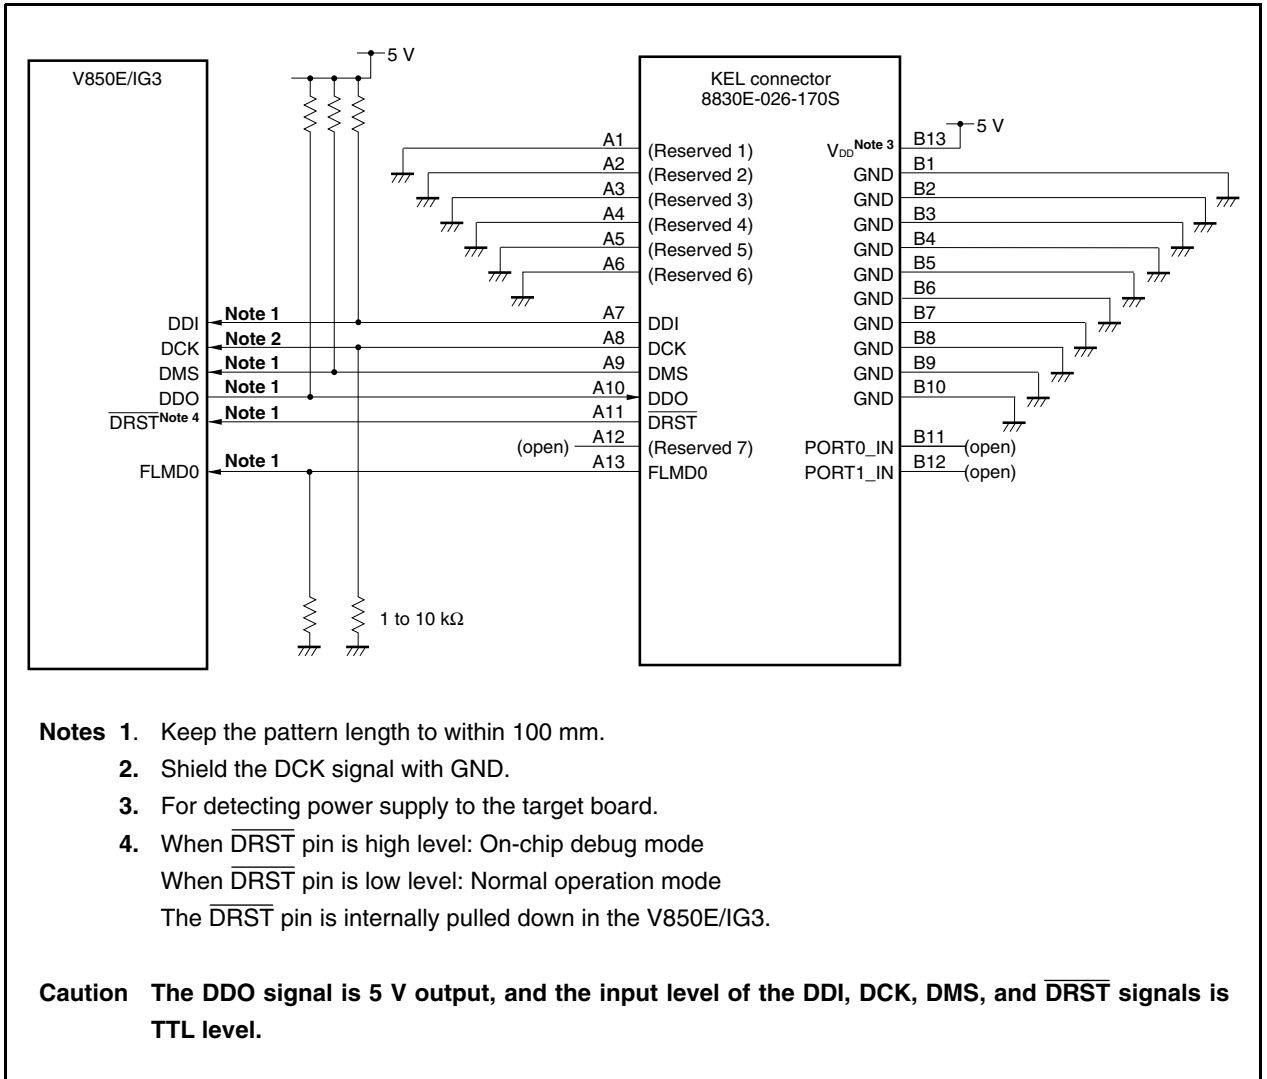 5 V
V850E/IG3
KEL connector
8830E-026-170S
5 V
A1 (Reserved 1) VDD Note 3 B13
A2 (Reserved 2) GND B1
A3 (Reserved 3) GND B2
A4 (Reserved 4) GND B3
A5 (Reserved 5) GND B4
A6 (Reserved 6) GND B5
GND B6
DDI Note 1 A7 DDI GND B7
DCK Note 2 A8 DCK GND B8
DMS Note 1 A9 DMS GND B9
DDO Note 1 A10 DDO GND B10
DRST Note 4 Note 1 A11 DRST
(open) A12 (Reserved 7) PORT0_IN B11 (open)
FLMD0 Note 1 A13 FLMD0 PORT1_IN B12 (open)
1 to 10 kΩ
Notes 1. Keep the pattern length to within 100 mm.
2. Shield the DCK signal with GND.
3. For detecting power supply to the target board.
4. When DRST pin is high level: On-chip debug mode
When DRST pin is low level: Normal operation mode
The DRST pin is internally pulled down in the V850E/IG3.
Caution The DDO signal is 5 V output, and the input level of the DDI, DCK, DMS, and DRST signals is
TTL level.